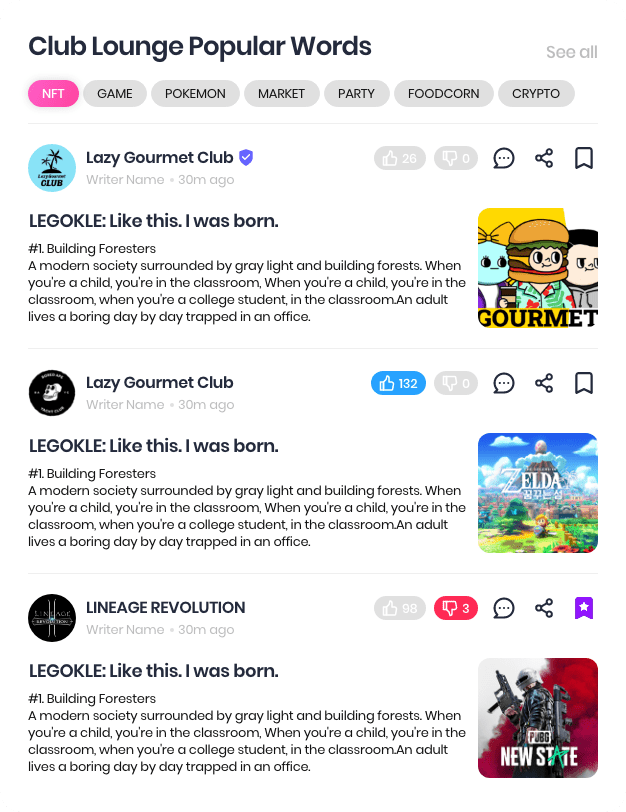 Club Lounge Popular Words
See all
NFT GAME POKEMON MARKET PARTY FOODCORN CRYPTO
Lazy Gourmet Club 26 0
Writer Name • 30m ago
Lazy Gourmet
CLUB
LEGOKLE: Like this. I was born.
#1. Building Foresters
A modern society surrounded by gray light and building forests. When
you're a child, you're in the classroom, When you're a child, you're in the
classroom, when you're a college student, in the classroom.An adult
lives a boring day by day trapped in an office.
GOURMET
Lazy Gourmet Club 132 0
Writer Name • 30m ago
LEGOKLE: Like this. I was born.
#1. Building Foresters
A modern society surrounded by gray light and building forests. When
you're a child, you're in the classroom, When you're a child, you're in the
classroom, when you're a college student, in the classroom.An adult
lives a boring day by day trapped in an office.
ZELDA
꿈꾸는 섬
LINEAGE REVOLUTION 98 3
Writer Name • 30m ago
LINEAGE
REVOLUTION
LEGOKLE: Like this. I was born.
#1. Building Foresters
A modern society surrounded by gray light and building forests. When
you're a child, you're in the classroom, When you're a child, you're in the
classroom, when you're a college student, in the classroom.An adult
lives a boring day by day trapped in an office.
PUBG
NEW STATE